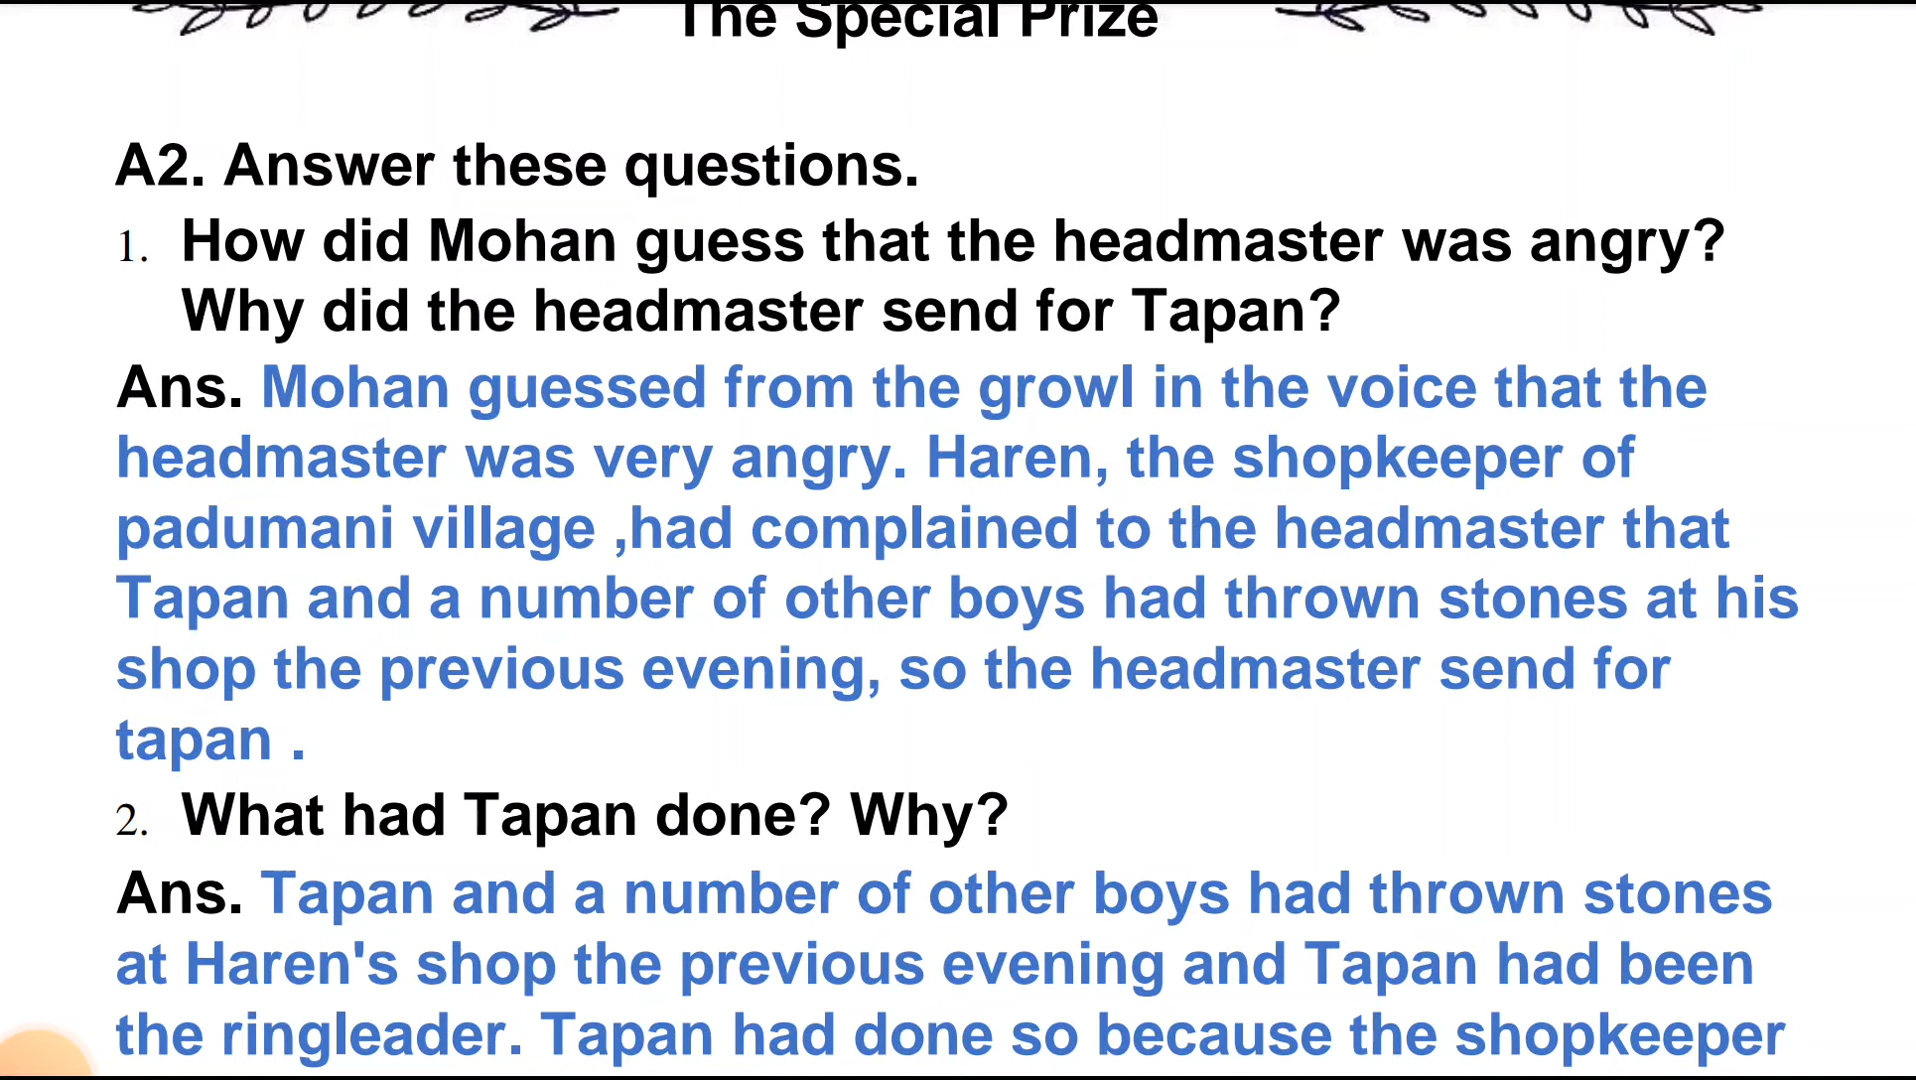 The Special Prize
A2. Answer these questions.
1. How did Mohan guess that the headmaster was angry?
Why did the headmaster send for Tapan?
Ans. Mohan guessed from the growl in the voice that the
headmaster was very angry. Haren, the shopkeeper of
padumani village ,had complained to the headmaster that
Tapan and a number of other boys had thrown stones at his
shop the previous evening, so the headmaster send for
tapan .
2. What had Tapan done? Why?
Ans. Tapan and a number of other boys had thrown stones
at Haren's shop the previous evening and Tapan had been
the ringleader. Tapan had done so because the shopkeeper